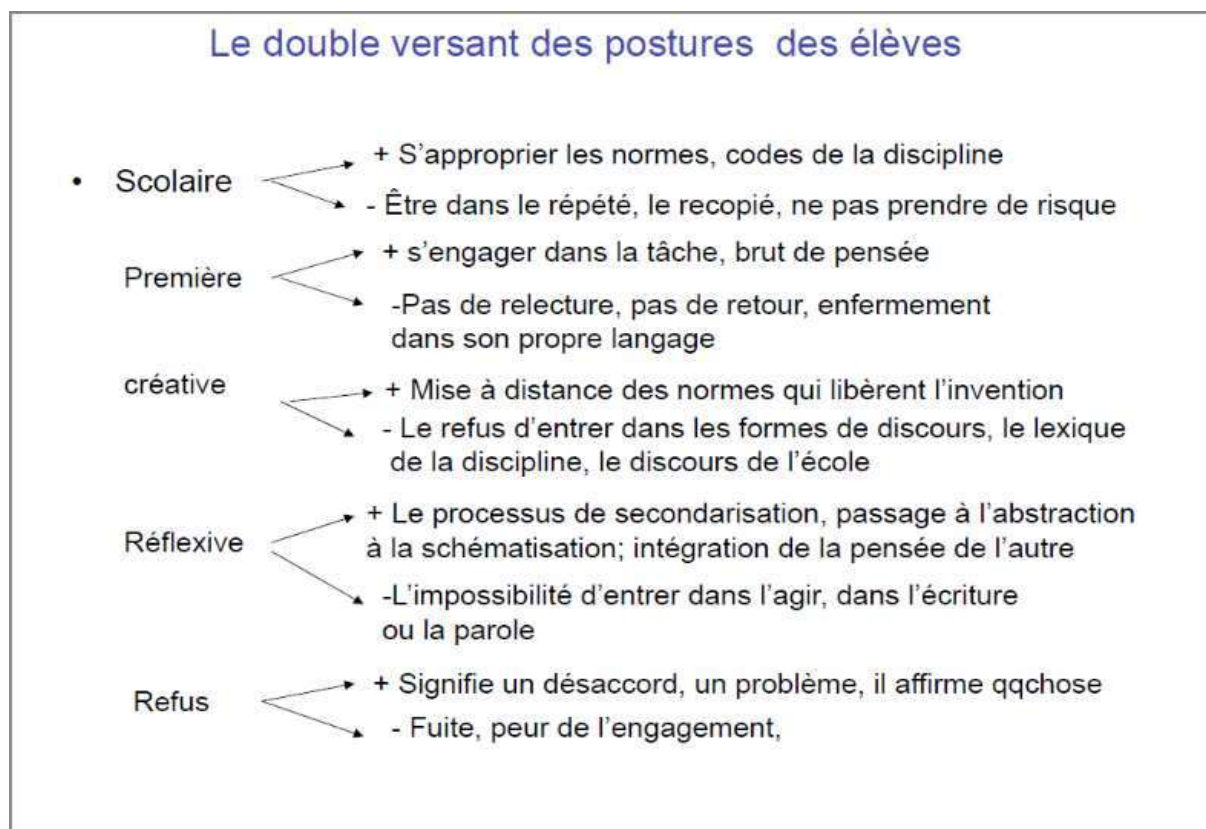 Le double versant des postures des élèves
+ S'approprier les normes, codes de la discipline
• Scolaire
- Être dans le répété, le recopié, ne pas prendre de risque
+ s'engager dans la tâche, brut de pensée
Première
-Pas de relecture, pas de retour, enfermement
dans son propre langage
créative
+ Mise à distance des normes qui libèrent l'invention
- Le refus d'entrer dans les formes de discours, le lexique
de la discipline, le discours de l'école
+ Le processus de secondarisation, passage à l'abstraction
Réflexive
à la schématisation; intégration de la pensée de l'autre
-L'impossibilité d'entrer dans l'agir, dans l'écriture
ou la parole
+ Signifie un désaccord, un problème, il affirme qqchose
Refus
- Fuite, peur de l'engagement,